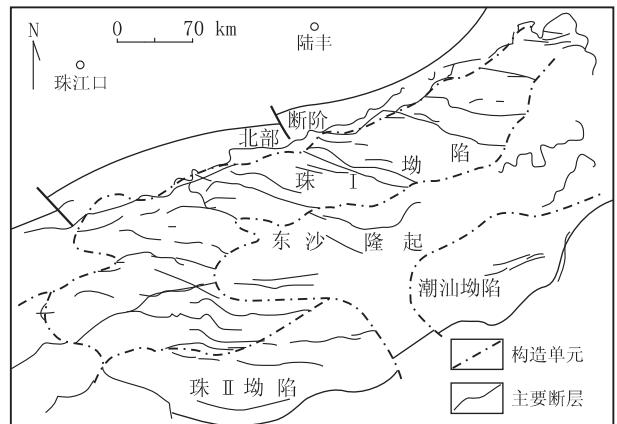 N
0 70 km
陆丰
珠江口
断阶
北部
珠 Ⅰ 坳 陷
东 沙 隆 起
潮汕坳陷
构造单元
珠 Ⅱ 坳 陷
主要断层